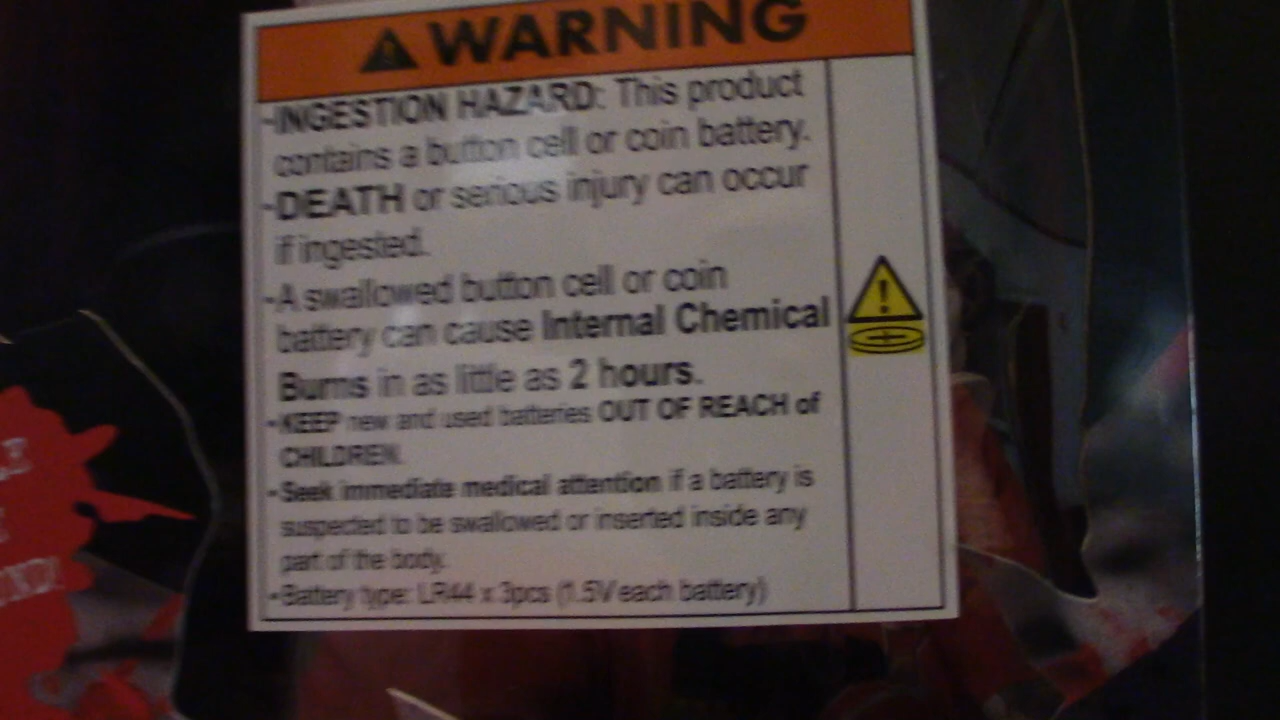 WARNING
-INGESTION HAZARD: This product
contains a button cell or coin battery.
-DEATH or serious injury can occur
if ingested.
-A swallowed button cell or coin
battery can cause Internal Chemical
Burns in as little as 2 hours.
-KEEP new and used batteries OUT OF REACH of
CHILDREN.
-Seek immediate medical attention if a battery is
suspected to be swallowed or inserted inside any
part of the body.
-Battery type: LR44 x 3pcs (1.5V each battery)